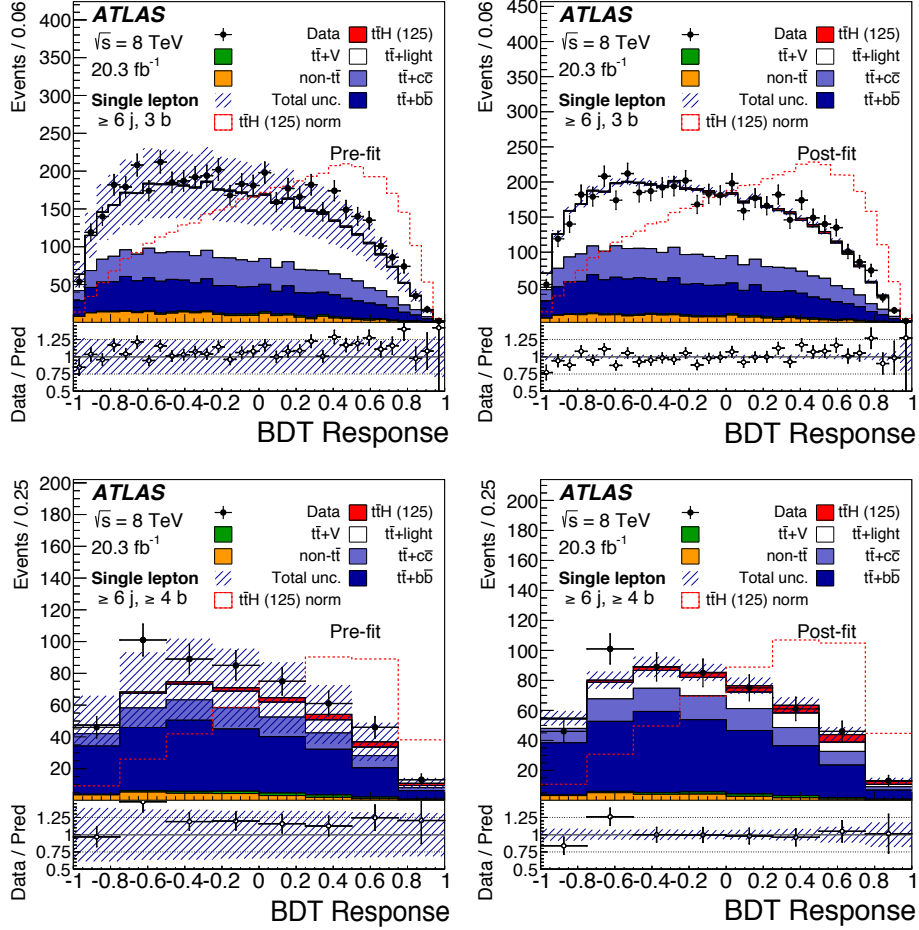 ATLAS
√s = 8 TeV
20.3 fb⁻¹
Single lepton
≥ 6 j, 3 b
Data tt̄H (125)
tt̄+V tt̄+light
non-tt̄ tt̄+cc̄
Total unc. tt̄+bb̄
tt̄H (125) norm
Pre-fit
Events / 0.06
400
350
300
250
200
150
100
50
Data / Pred
1.25
1
0.75
0.5
-1 -0.8 -0.6 -0.4 -0.2 0 0.2 0.4 0.6 0.8 1
BDT Response
ATLAS
√s = 8 TeV
20.3 fb⁻¹
Single lepton
≥ 6 j, 3 b
Data tt̄H (125)
tt̄+V tt̄+light
non-tt̄ tt̄+cc̄
Total unc. tt̄+bb̄
tt̄H (125) norm
Post-fit
Events / 0.06
450
400
350
300
250
200
150
100
50
Data / Pred
1.25
1
0.75
0.5
-1 -0.8 -0.6 -0.4 -0.2 0 0.2 0.4 0.6 0.8 1
BDT Response
ATLAS
√s = 8 TeV
20.3 fb⁻¹
Single lepton
≥ 6 j, ≥ 4 b
Data tt̄H (125)
tt̄+V tt̄+light
non-tt̄ tt̄+cc̄
Total unc. tt̄+bb̄
tt̄H (125) norm
Pre-fit
Events / 0.25
200
180
160
140
120
100
80
60
40
20
Data / Pred
1.25
1
0.75
0.5
-1 -0.8 -0.6 -0.4 -0.2 0 0.2 0.4 0.6 0.8 1
BDT Response
ATLAS
√s = 8 TeV
20.3 fb⁻¹
Single lepton
≥ 6 j, ≥ 4 b
Data tt̄H (125)
tt̄+V tt̄+light
non-tt̄ tt̄+cc̄
Total unc. tt̄+bb̄
tt̄H (125) norm
Post-fit
Events / 0.25
200
180
160
140
120
100
80
60
40
20
Data / Pred
1.25
1
0.75
0.5
-1 -0.8 -0.6 -0.4 -0.2 0 0.2 0.4 0.6 0.8 1
BDT Response